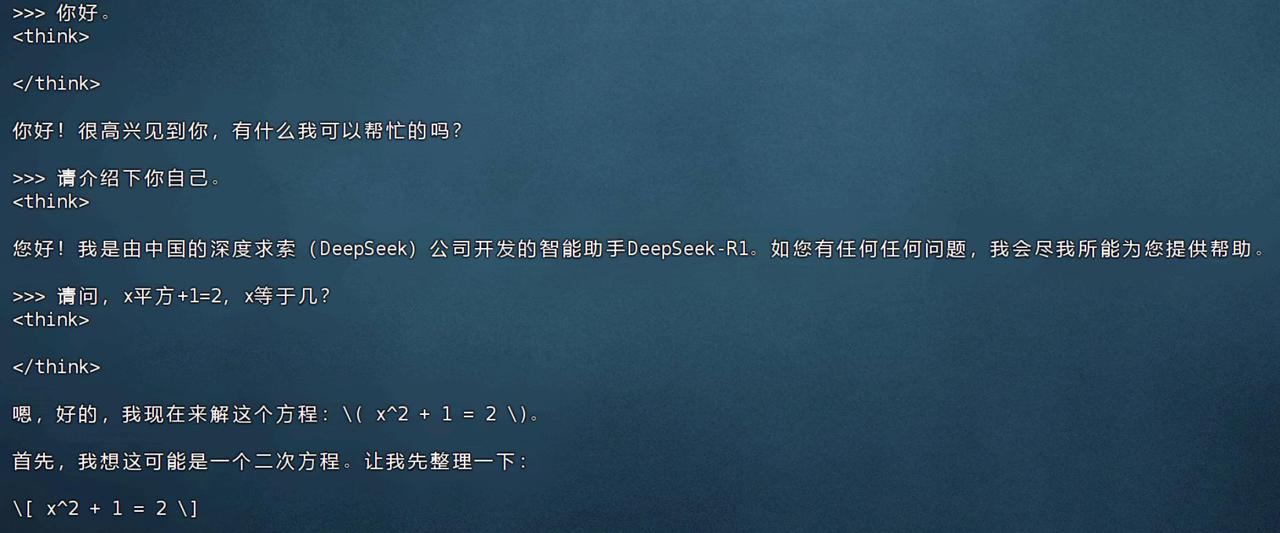 >>> 你好。
<think>
</think>
你好！很高兴见到你，有什么我可以帮忙的吗？
>>> 请介绍下你自己。
<think>
您好！我是由中国的深度求索（DeepSeek）公司开发的智能助手DeepSeek-R1。如您有任何任何问题，我会尽我所能为您提供帮助。
>>> 请问，x平方+1=2，x等于几？
<think>
</think>
嗯，好的，我现在来解这个方程：\( x^2 + 1 = 2 \)。
首先，我想这可能是一个二次方程。让我先整理一下：
\[ x^2 + 1 = 2 \]